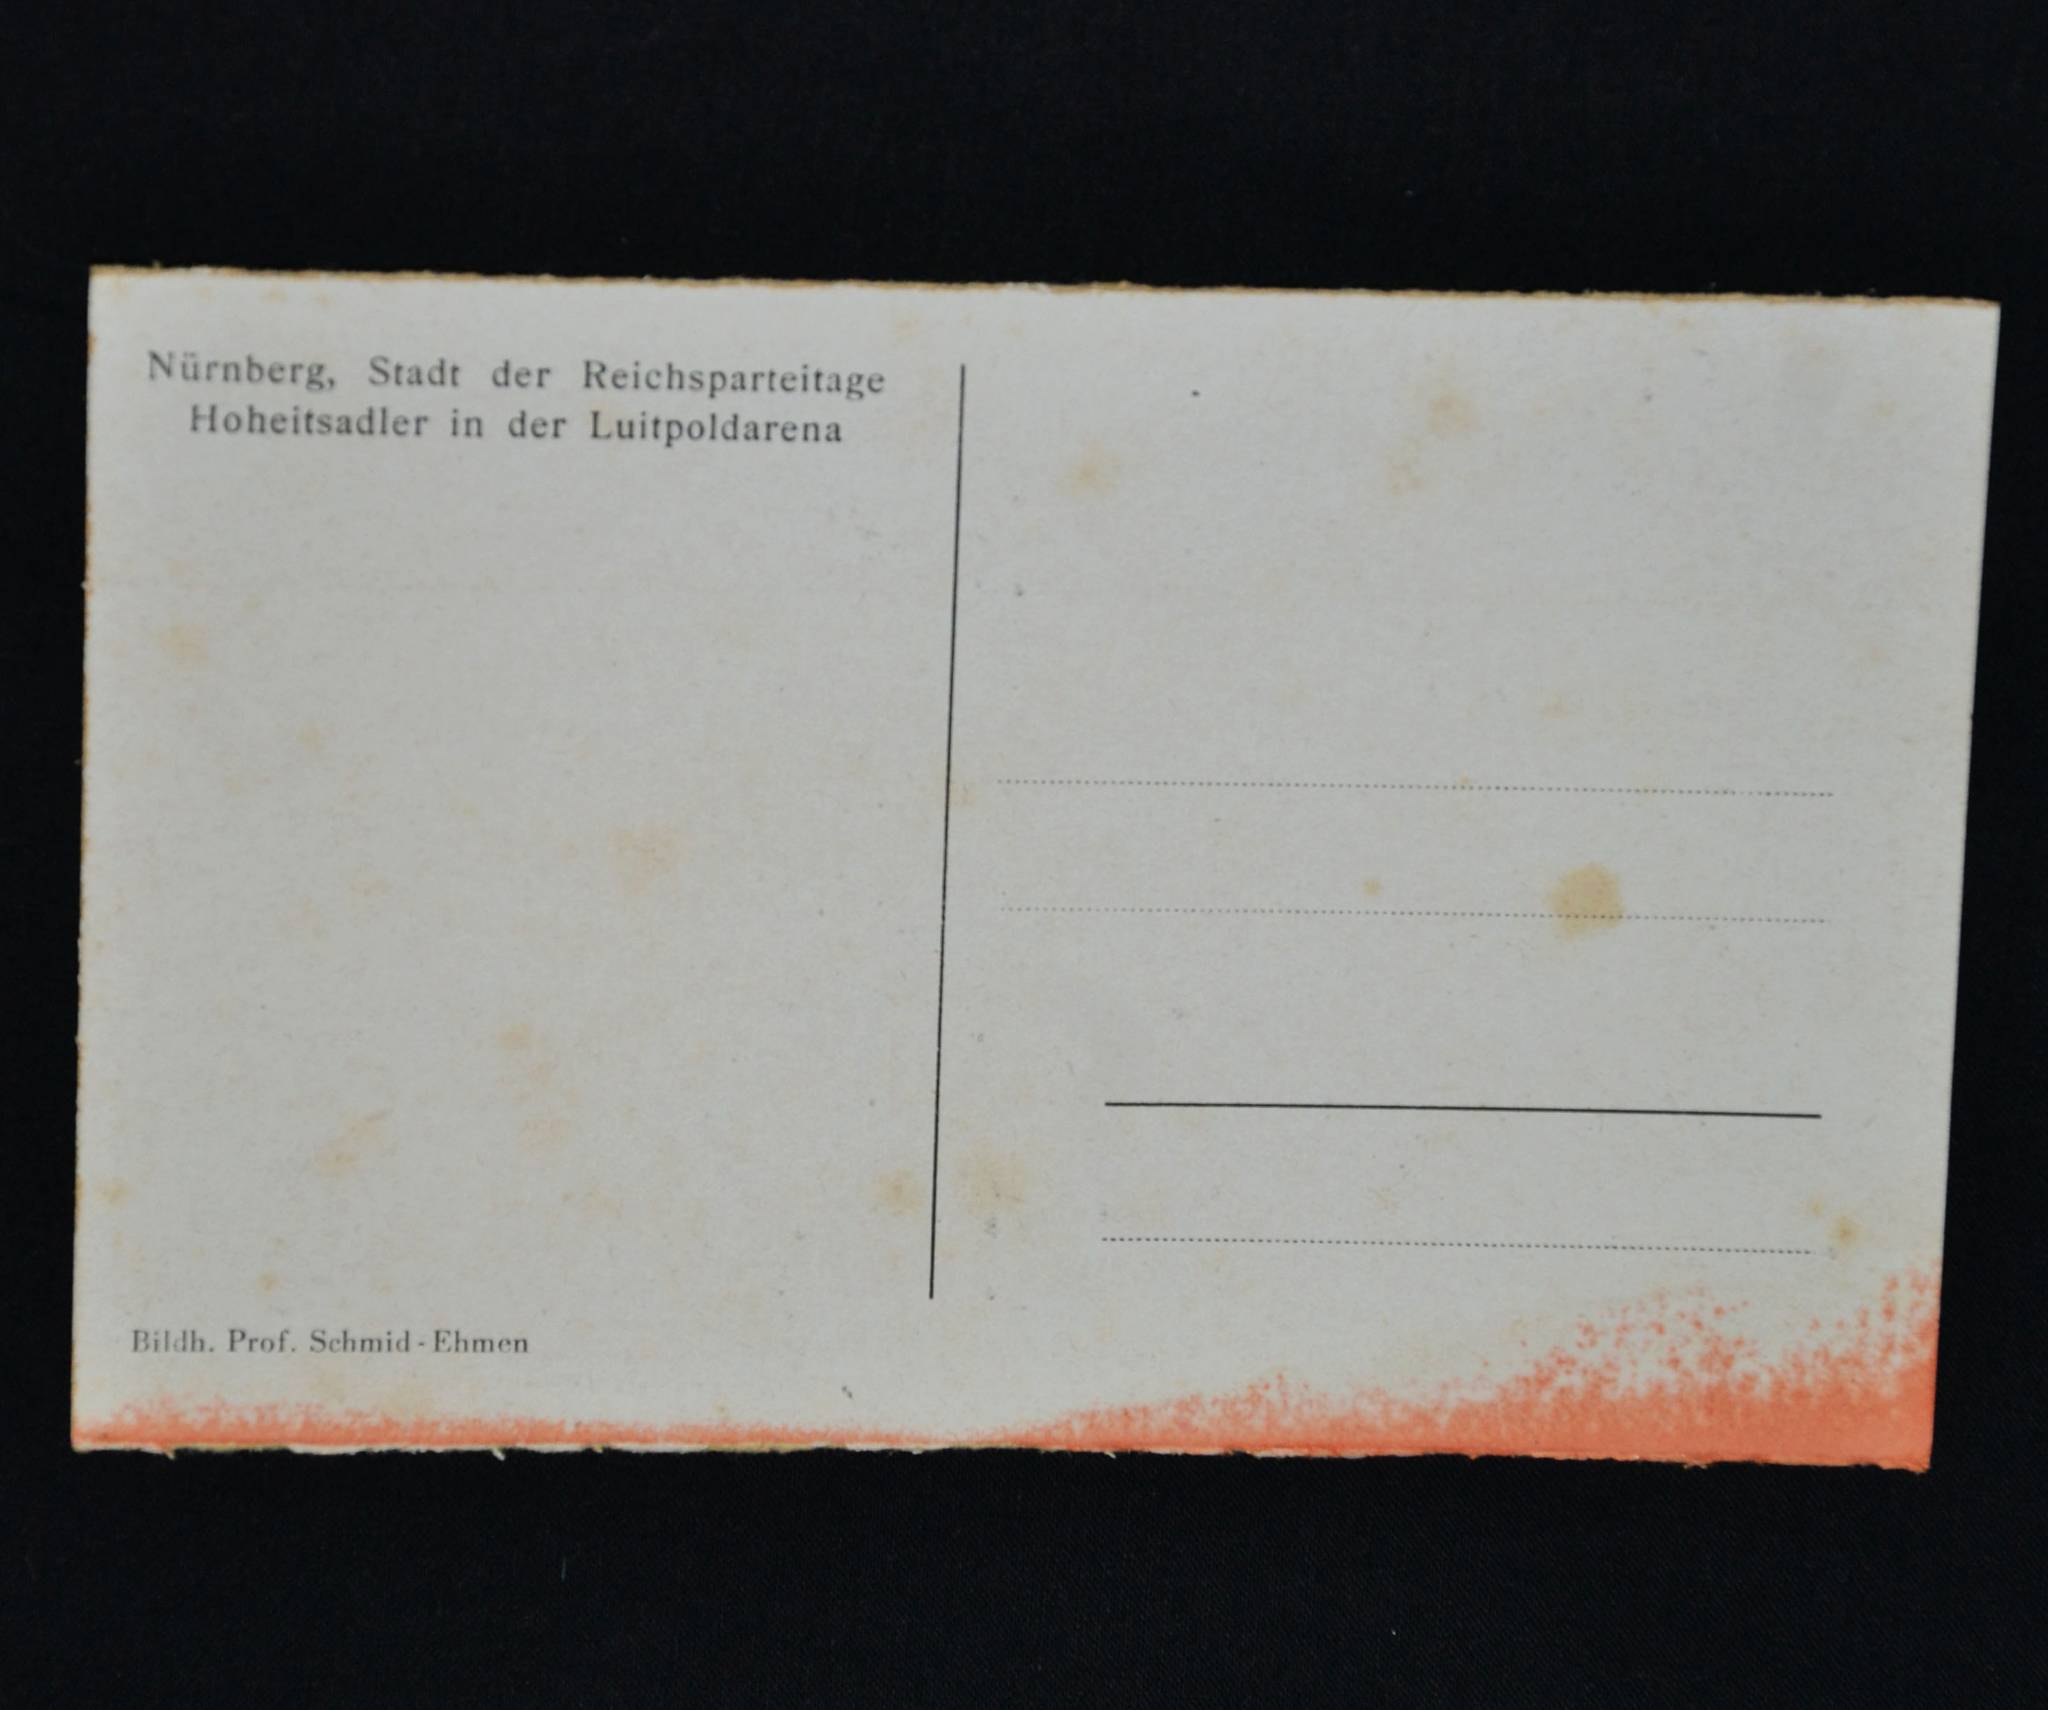 Nürnberg, Stadt der Reichsparteitage
Hoheitsadler in der Luitpoldarena
Bildh. Prof. Schmid-Ehmen